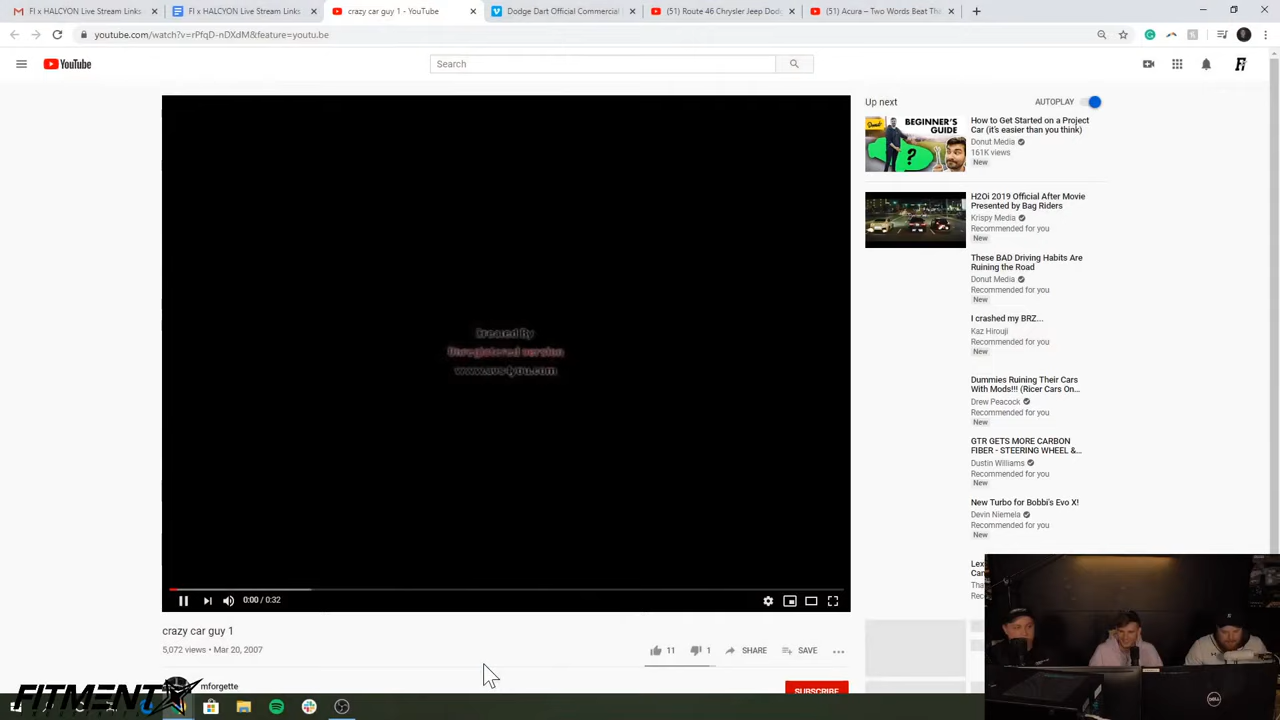 FI x HALCYON Stream Links
FI x HALCYON Stream Links
crazy car guy 1 - YouTube
Dodge Dart Official Commercial
(51) Route 46 Chrysler Jeep Dod
(51) Acura – Two Words Beat Th
youtube.com/watch?v=rPfqD-nDXdM&feature=youtu.be
YouTube
Search
Up next
AUTOPLAY
BEGINNER'S
GUIDE
How to Get Started on a Project
Car (it's easier than you think)
Donut Media
161K views
New
H2Oi 2019 Official After Movie
Presented by Bag Riders
Krispy Media
Recommended for you
New
These BAD Driving Habits Are
Ruining the Road
Donut Media
Recommended for you
New
I crashed my BRZ...
Kaz Hirouji
Recommended for you
New
Dummies Ruining Their Cars
With Mods!!! (Ricer Cars On...
Drew Peacock
Recommended for you
New
GTR GETS MORE CARBON
FIBER - STEERING WHEEL &...
Dustin Williams
Recommended for you
New
New Turbo for Bobbi's Evo X!
Devin Niemela
Recommended for you
New
Created By
Unregistered version
www.avs4you.com
0:00 / 0:32
crazy car guy 1
5,072 views • Mar 20, 2007
11
1
SHARE
SAVE
mforgette
SUBSCRIBE
FITMENT
DELL